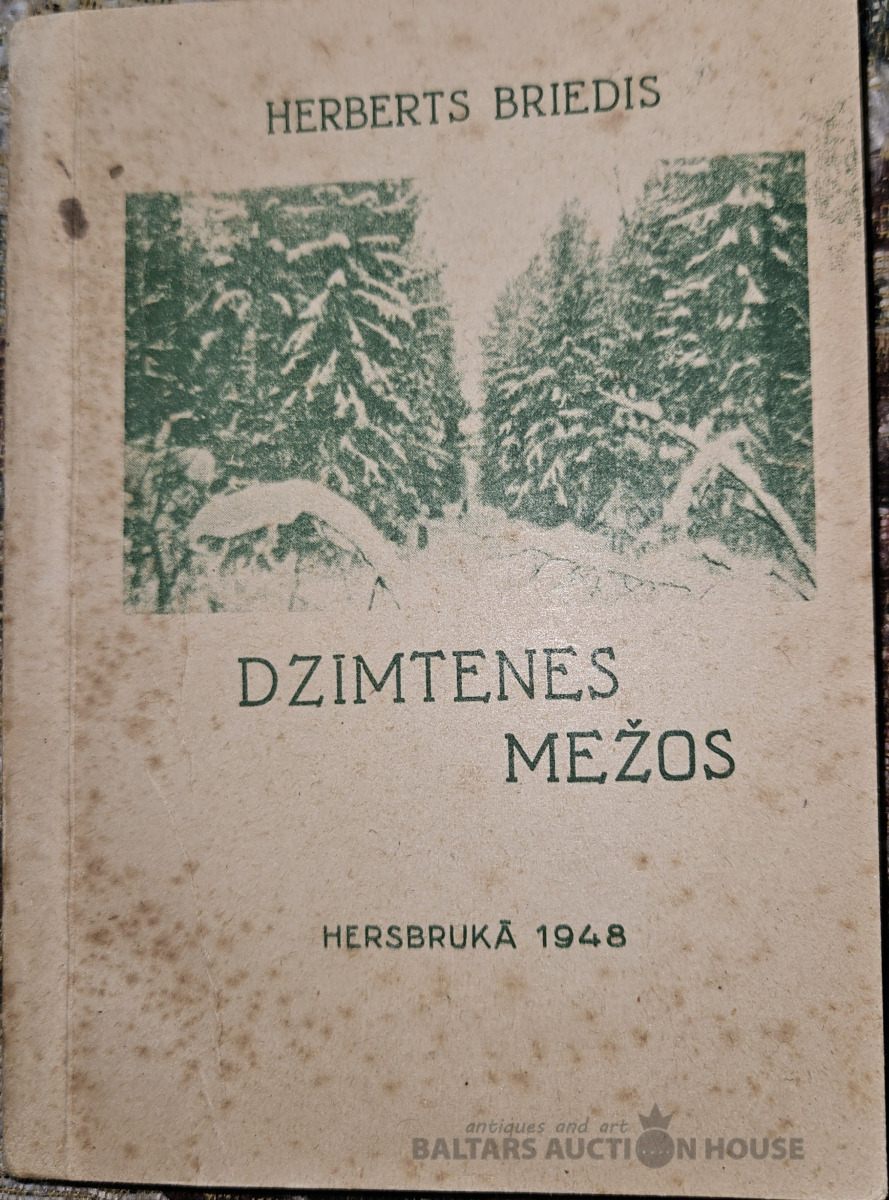 HERBERTS BRIEDIS
DZIMTENES
MEŽOS
HERSBRUKĀ 1948
antiques and art
BALTARS AUCTION HOUSE